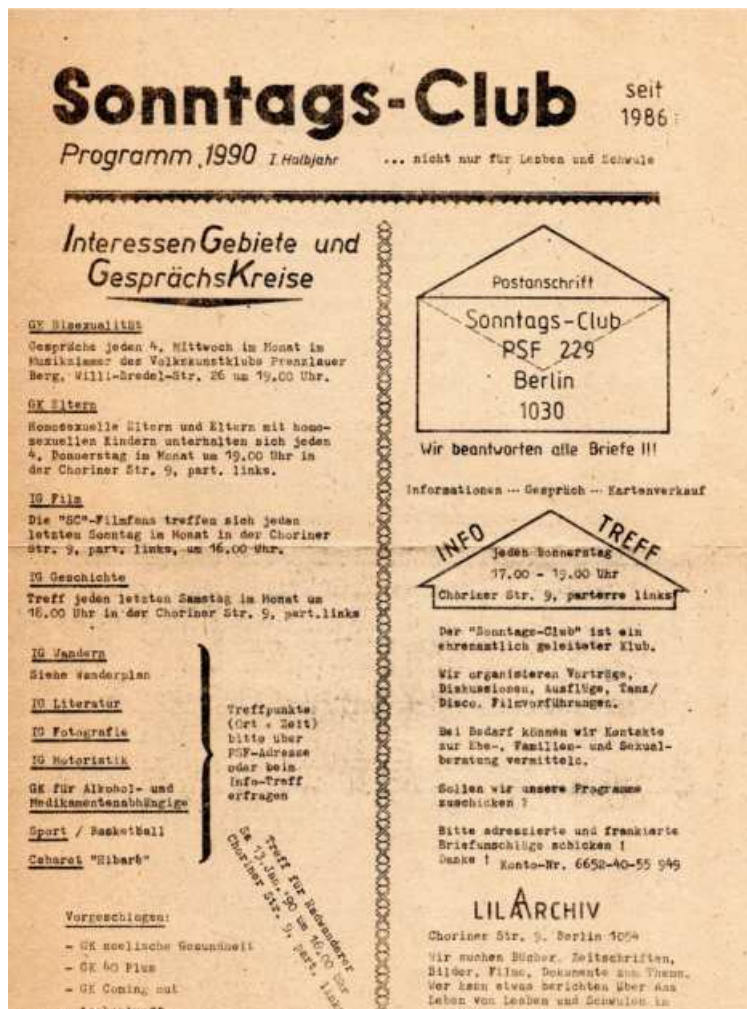 Sonntags-Club
seit
1986
Programm 1990 I. Halbjahr
... nicht nur für Lesben und Schwule
InteressenGebiete und
GesprächsKreise
GK Bisexualität
Gespräche jeden 4. Mittwoch im Monat im
Musikzimmer des Volkskunstklubs Prenzlauer
Berg, Willi-Bredel-Str. 26 um 19.00 Uhr.
GK Eltern
Homosexuelle Eltern und Eltern mit homo-
sexuellen Kindern unterhalten sich jeden
4. Donnerstag im Monat um 19.00 Uhr in
der Choriner Str. 9, part. links.
IG Film
Die "SC"-Filmfans treffen sich jeden
letzten Sonntag im Monat in der Choriner
Str. 9, part. links, um 16.00 Uhr.
IG Geschichte
Treff jeden letzten Samstag im Monat um
16.00 Uhr in der Choriner Str. 9, part.links
IG Wandern
Siehe Wanderplan
IG Literatur
IG Fotografie
IG Motoristik
GK für Alkohol- und
Medikamentenabhängige
Sport / Basketball
Cabaret "Hibaré"
Treffpunkte
(Ort + Zeit)
bitte über
PSF-Adresse
oder beim
Info-Treff
erfragen
Treff für Radwanderer
Sa 13.Jan.'90 um 16.00 Uhr
Choriner Str. 9, part. links
Vorgeschlagen:
- GK seelische Gesundheit
- GK 40 Plus
- GK Coming out
Postanschrift
Sonntags-Club
PSF 229
Berlin
1030
Wir beantworten alle Briefe !!!
Informationen --- Gespräch --- Kartenverkauf
INFO TREFF
jeden Donnerstag
17.00 - 19.00 Uhr
Choriner Str. 9, parterre links
Der "Sonntags-Club" ist ein
ehrenamtlich geleiteter Klub.
Wir organisieren Vorträge,
Diskussionen, Ausflüge, Tanz/
Disco, Filmvorführungen.
Bei Bedarf können wir Kontakte
zur Ehe-, Familien- und Sexual-
beratung vermitteln.
Sollen wir unsere Programme
zuschicken ?
Bitte adressierte und frankierte
Briefumschläge schicken !
Danke ! Konto-Nr. 6652-40-55 949
LILA ARCHIV
Choriner Str. 9. Berlin 1054
Wir suchen Bücher, Zeitschriften,
Bilder, Filme, Dokumente zum Thema.
Wer kann etwas berichten über das
Leben von Lesben und Schwulen in